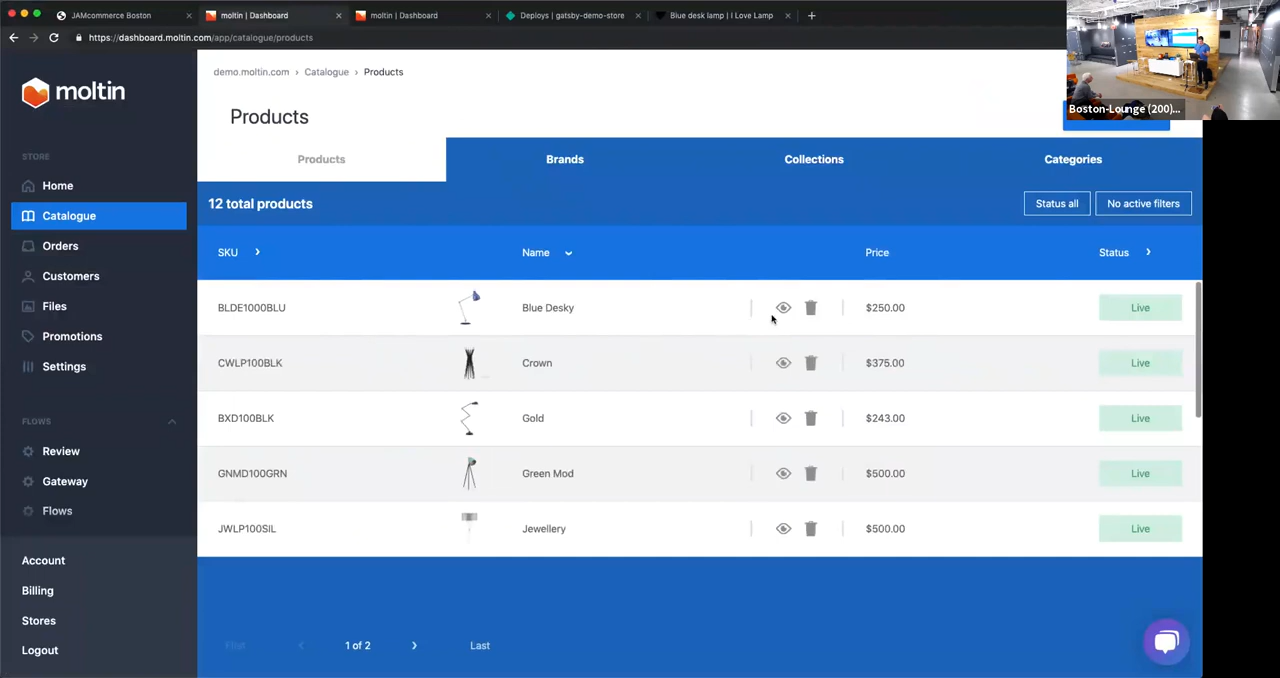 JAMcommerce Boston
moltin | Dashboard
moltin | Dashboard
Deploys | gatsby-demo-store
Blue desk lamp | I Love Lamp
https://dashboard.moltin.com/app/catalogue/products
Boston-Lounge (200)...
moltin
demo.moltin.com › Catalogue › Products
Products
STORE
Home
Catalogue
Orders
Customers
Files
Promotions
Settings
FLOWS
Review
Gateway
Flows
Account
Billing
Stores
Logout
Products Brands Collections Categories
12 total products Status all No active filters
SKU Name Price Status
BLDE1000BLU Blue Desky $250.00 Live
CWLP100BLK Crown $375.00 Live
BXD100BLK Gold $243.00 Live
GNMD100GRN Green Mod $500.00 Live
JWLP100SIL Jewellery $500.00 Live
First 1 of 2 Last